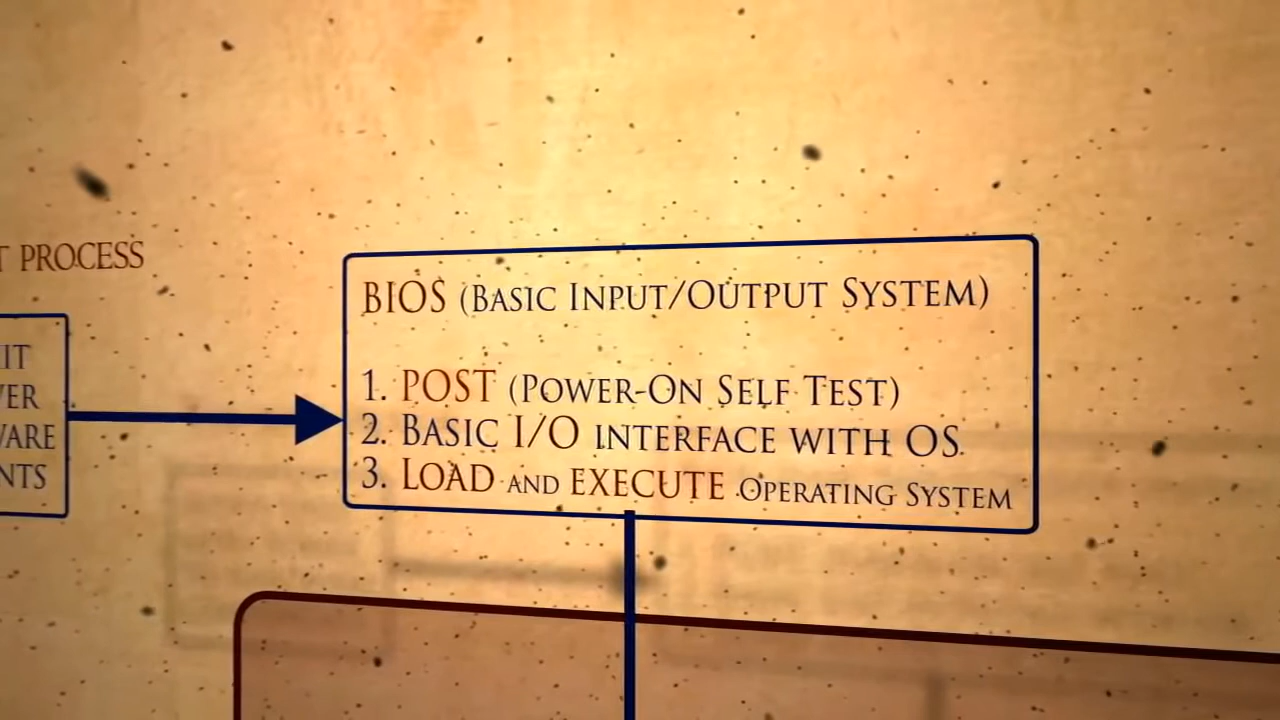 PROCESS
BIOS (Basic Input/Output System)
1. POST (Power-On Self Test)
2. Basic I/O interface with OS
3. LOAD and EXECUTE Operating System